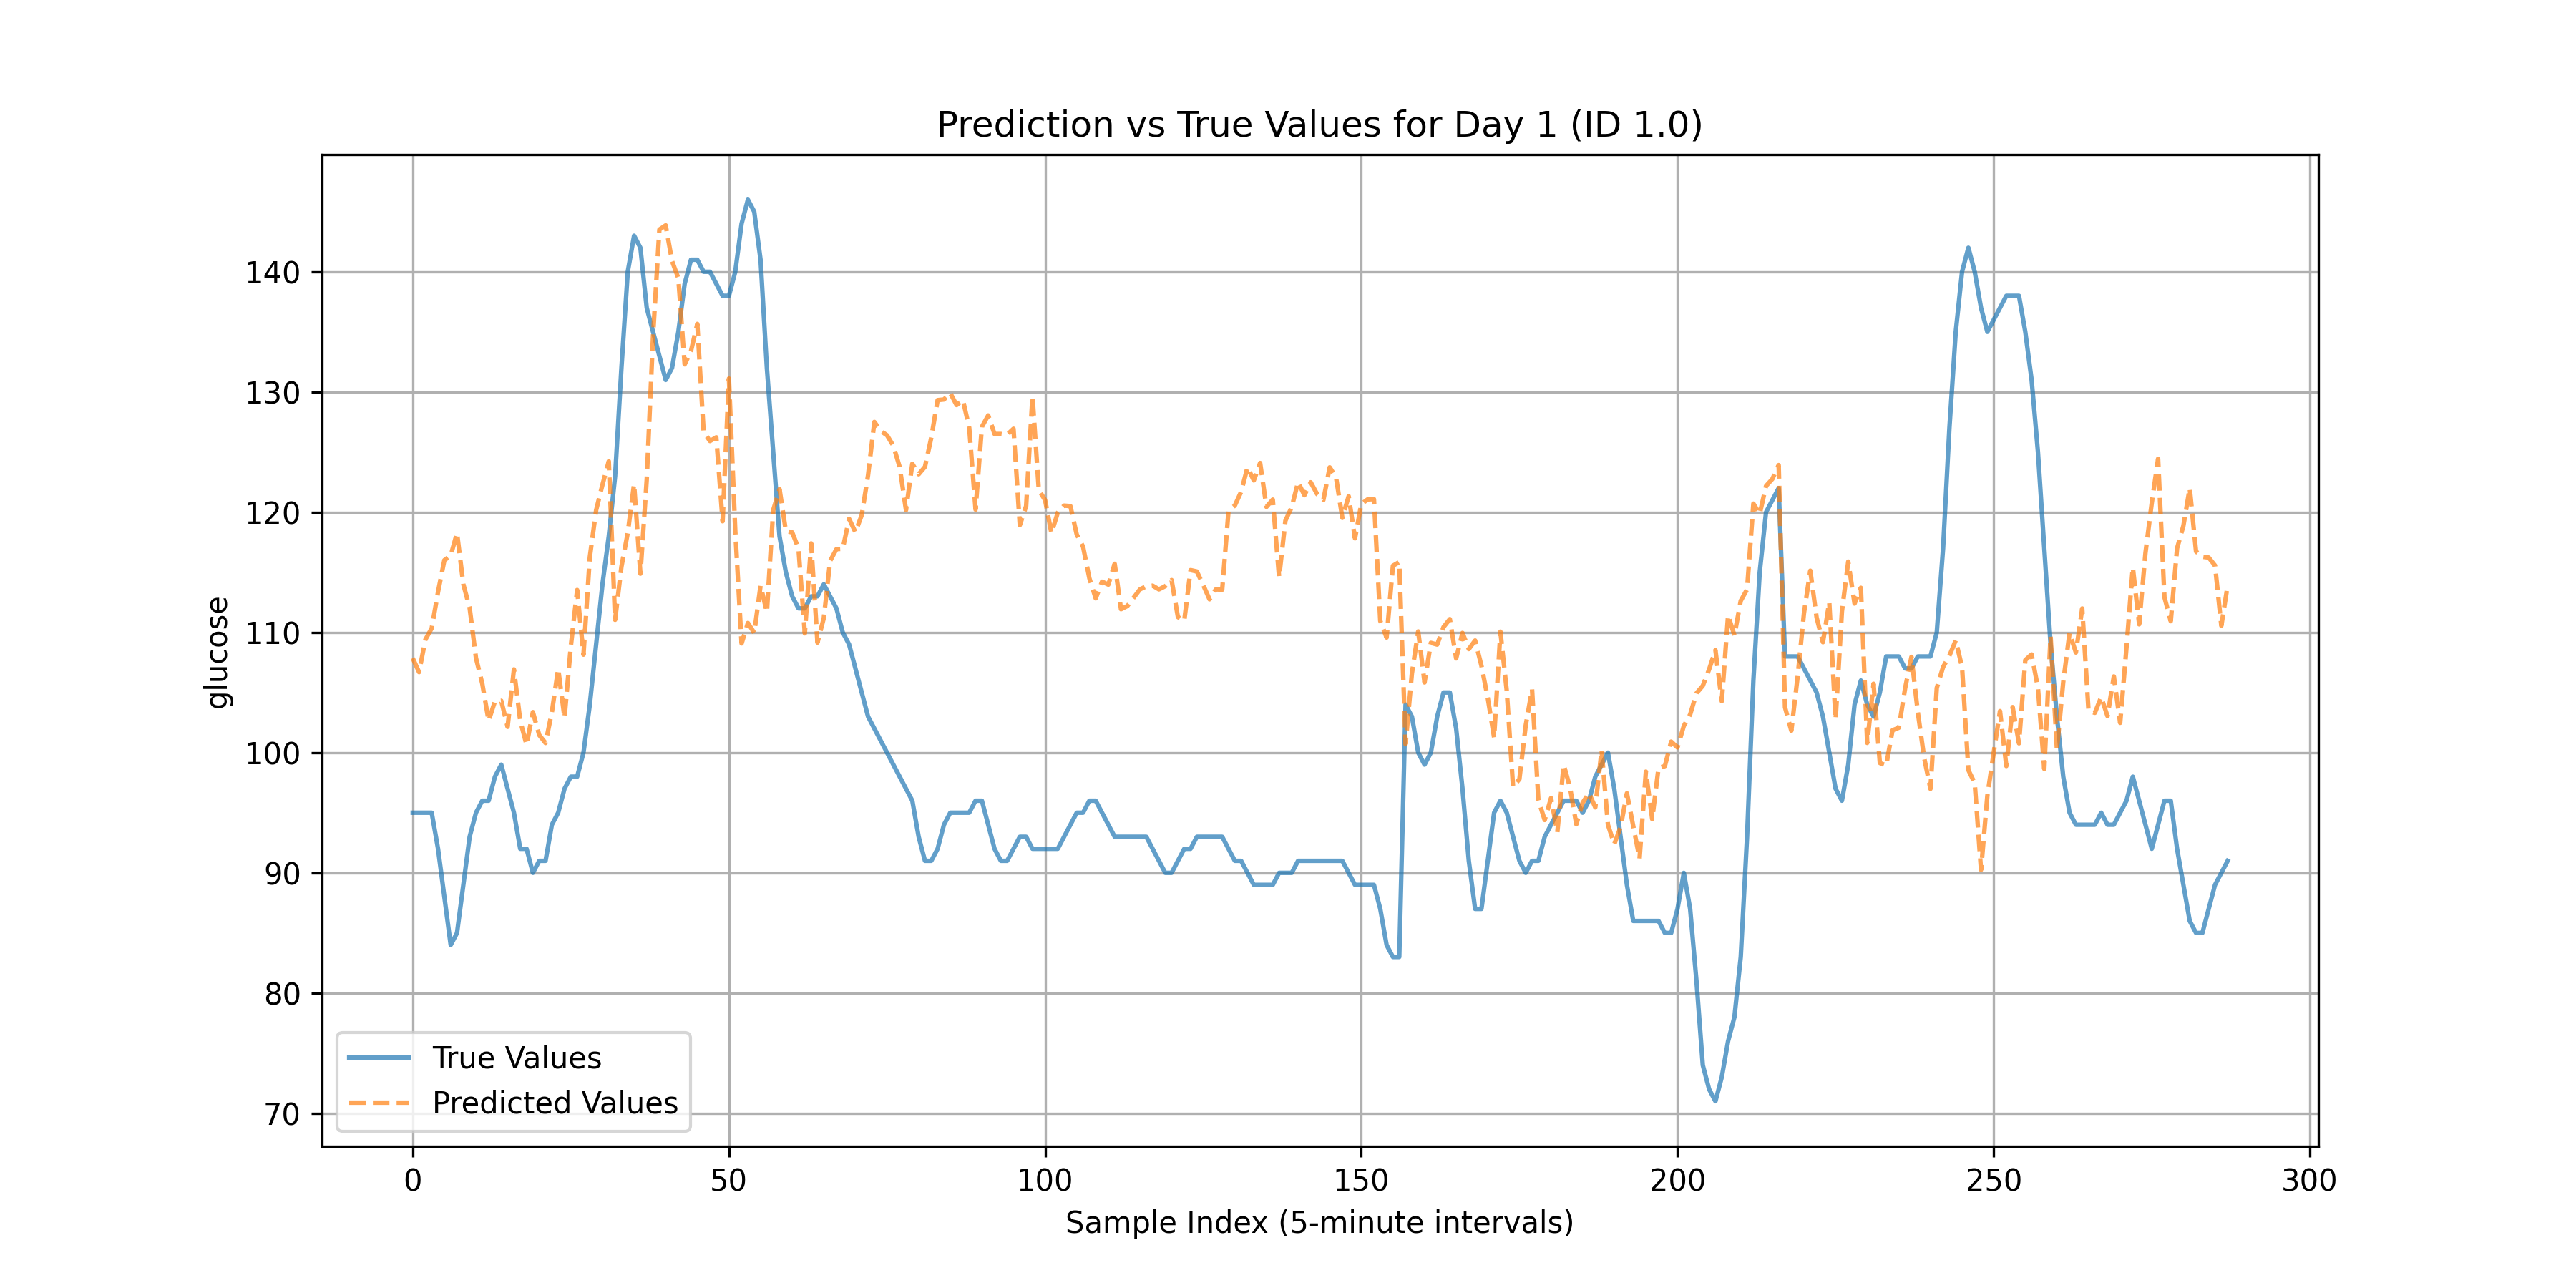 Prediction vs True Values for Day 1 (ID 1.0)
glucose
140
130
120
110
100
90
80
70
True Values
Predicted Values
0 50 100 150 200 250 300
Sample Index (5-minute intervals)